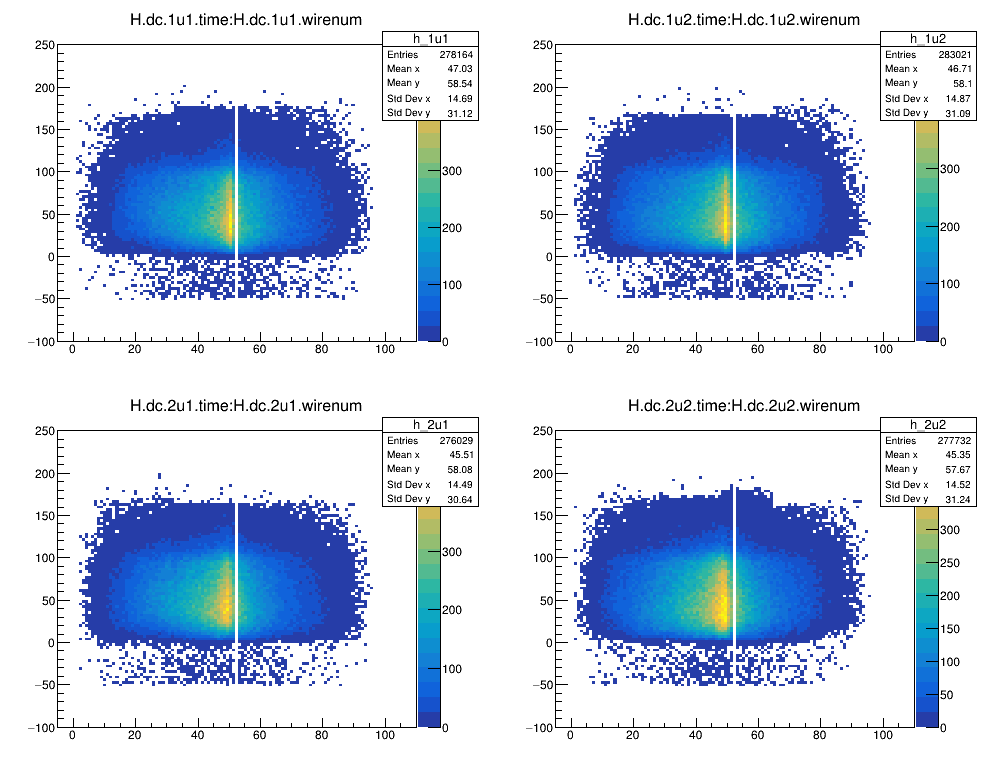 H.dc.1u1.time:H.dc.1u1.wirenum
h_1u1
Entries 278164
Mean x 47.03
Mean y 58.54
Std Dev x 14.69
Std Dev y 31.12
250
200
150
100
50
0
−50
−100
0 20 40 60 80 100
300
200
100
0
H.dc.1u2.time:H.dc.1u2.wirenum
h_1u2
Entries 283021
Mean x 46.71
Mean y 58.1
Std Dev x 14.87
Std Dev y 31.09
250
200
150
100
50
0
−50
−100
0 20 40 60 80 100
300
200
100
0
H.dc.2u1.time:H.dc.2u1.wirenum
h_2u1
Entries 276029
Mean x 45.51
Mean y 58.08
Std Dev x 14.49
Std Dev y 30.64
250
200
150
100
50
0
−50
−100
0 20 40 60 80 100
300
200
100
0
H.dc.2u2.time:H.dc.2u2.wirenum
h_2u2
Entries 277732
Mean x 45.35
Mean y 57.67
Std Dev x 14.52
Std Dev y 31.24
250
200
150
100
50
0
−50
−100
0 20 40 60 80 100
300
250
200
150
100
50
0